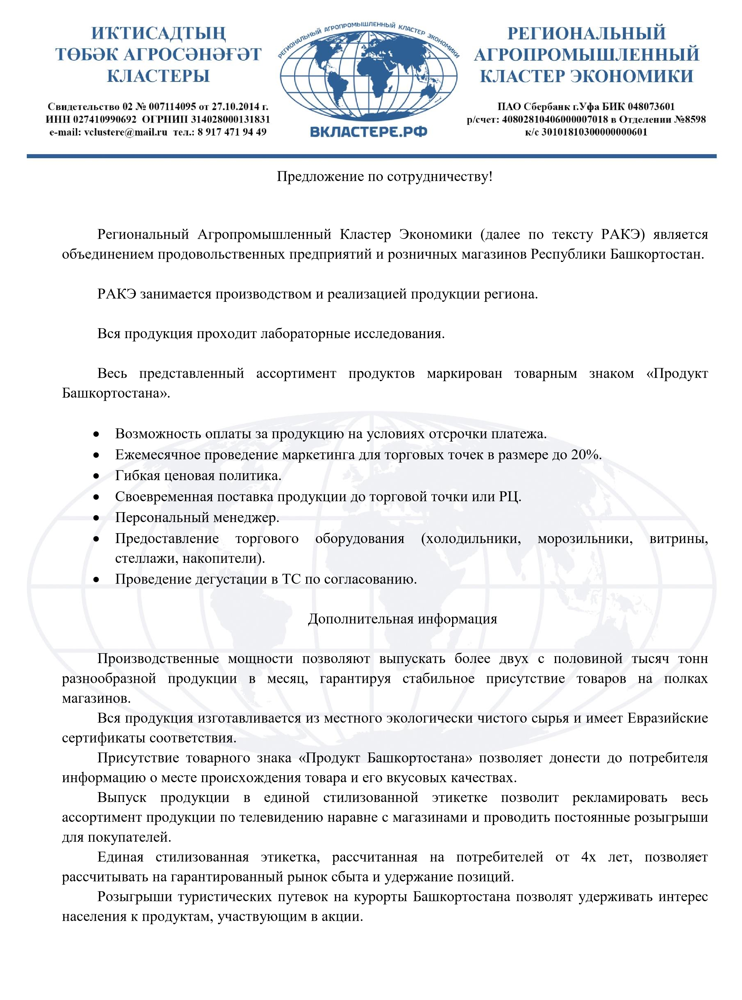 ИҠТИСАДТЫҢ
ТӨБӘК АГРОСӘНӘҒӘТ
КЛАСТЕРЫ
Свидетельство 02 № 007114095 от 27.10.2014 г.
ИНН 027410990692 ОГРНИП 314028000131831
e-mail: vclustere@mail.ru тел.: 8 917 471 94 49
РЕГИОНАЛЬНЫЙ АГРОПРОМЫШЛЕННЫЙ КЛАСТЕР ЭКОНОМИКИ
ВКЛАСТЕРЕ.РФ
РЕГИОНАЛЬНЫЙ
АГРОПРОМЫШЛЕННЫЙ
КЛАСТЕР ЭКОНОМИКИ
ПАО Сбербанк г.Уфа БИК 048073601
р/счет: 40802810406000007018 в Отделении №8598
к/с 30101810300000000601
Предложение по сотрудничеству!
Региональный Агропромышленный Кластер Экономики (далее по тексту РАКЭ) является
объединением продовольственных предприятий и розничных магазинов Республики Башкортостан.
РАКЭ занимается производством и реализацией продукции региона.
Вся продукция проходит лабораторные исследования.
Весь представленный ассортимент продуктов маркирован товарным знаком «Продукт
Башкортостана».
• Возможность оплаты за продукцию на условиях отсрочки платежа.
• Ежемесячное проведение маркетинга для торговых точек в размере до 20%.
• Гибкая ценовая политика.
• Своевременная поставка продукции до торговой точки или РЦ.
• Персональный менеджер.
• Предоставление торгового оборудования (холодильники, морозильники, витрины,
стеллажи, накопители).
• Проведение дегустации в ТС по согласованию.
Дополнительная информация
Производственные мощности позволяют выпускать более двух с половиной тысяч тонн
разнообразной продукции в месяц, гарантируя стабильное присутствие товаров на полках
магазинов.
Вся продукция изготавливается из местного экологически чистого сырья и имеет Евразийские
сертификаты соответствия.
Присутствие товарного знака «Продукт Башкортостана» позволяет донести до потребителя
информацию о месте происхождения товара и его вкусовых качествах.
Выпуск продукции в единой стилизованной этикетке позволит рекламировать весь
ассортимент продукции по телевидению наравне с магазинами и проводить постоянные розыгрыши
для покупателей.
Единая стилизованная этикетка, рассчитанная на потребителей от 4х лет, позволяет
рассчитывать на гарантированный рынок сбыта и удержание позиций.
Розыгрыши туристических путевок на курорты Башкортостана позволят удерживать интерес
населения к продуктам, участвующим в акции.